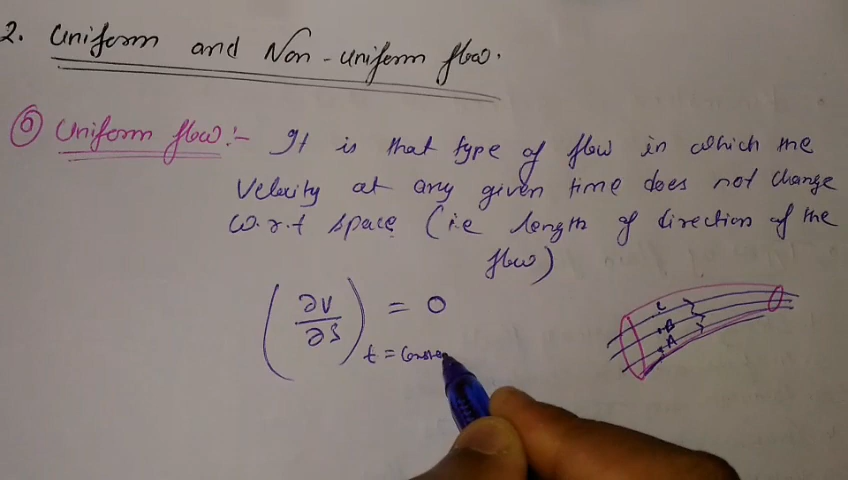 2. Uniform and Non-uniform flow.
① Uniform flow:- It is that type of flow in which the
velocity at any given time does not change
w.r.t space (i.e length of direction of the
flow)
(∂V/∂S) t = = 0
C
B
A